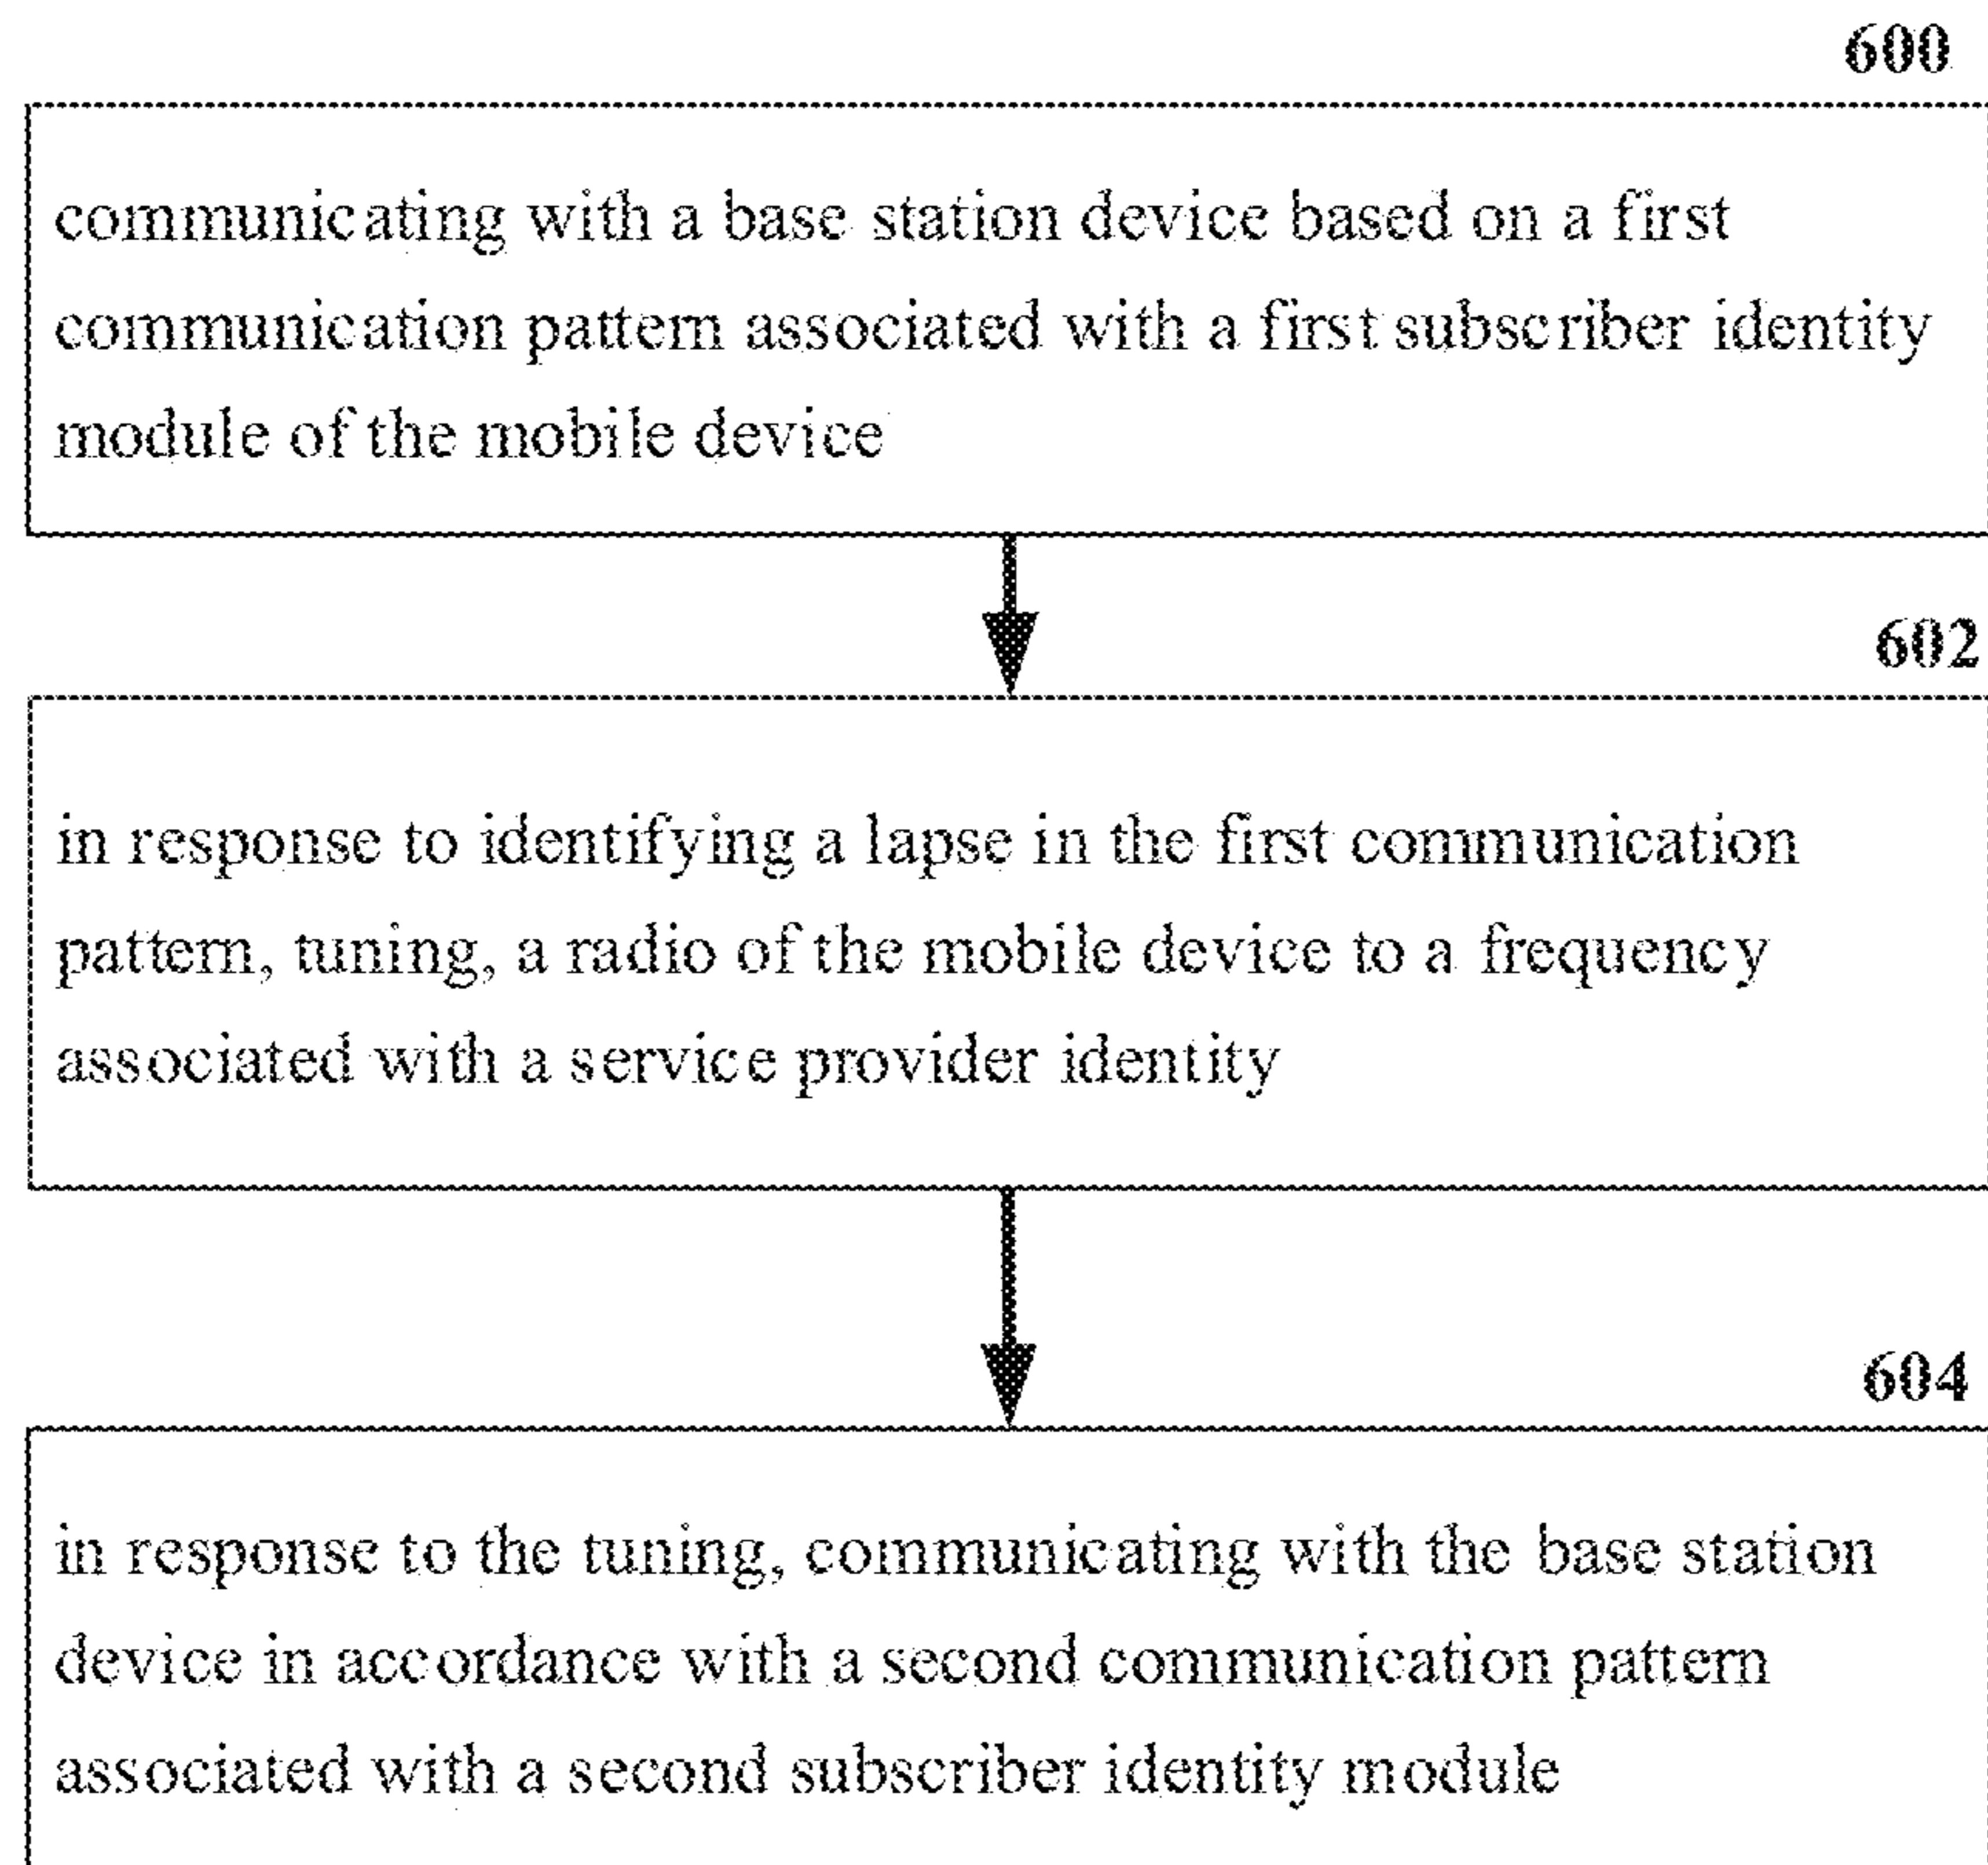 600
communicating with a base station device based on a first
communication pattern associated with a first subscriber identity
module of the mobile device
602
in response to identifying a lapse in the first communication
pattern, tuning, a radio of the mobile device to a frequency
associated with a service provider identity
604
in response to the tuning, communicating with the base station
device in accordance with a second communication pattern
associated with a second subscriber identity module